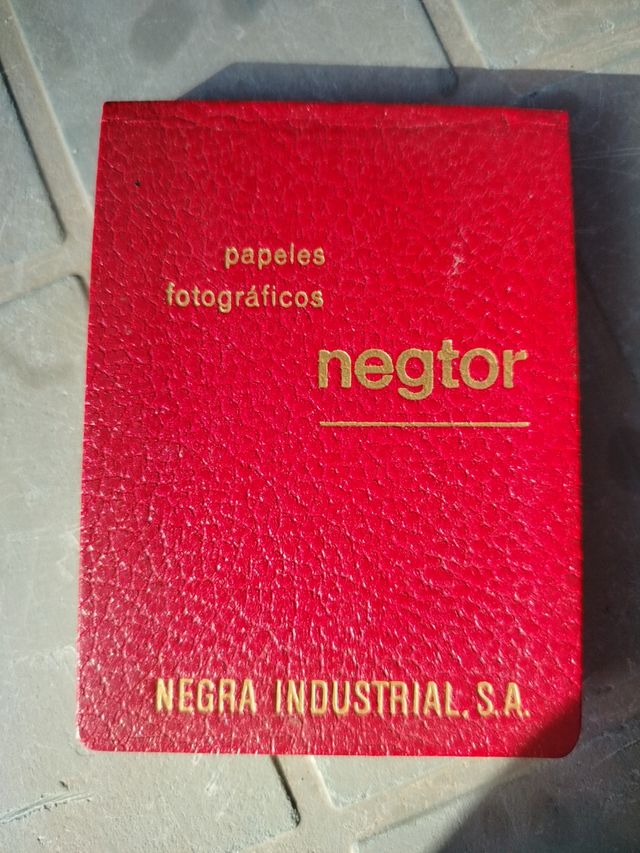 papeles
fotográficos
negtor
NEGRA INDUSTRIAL, S.A.